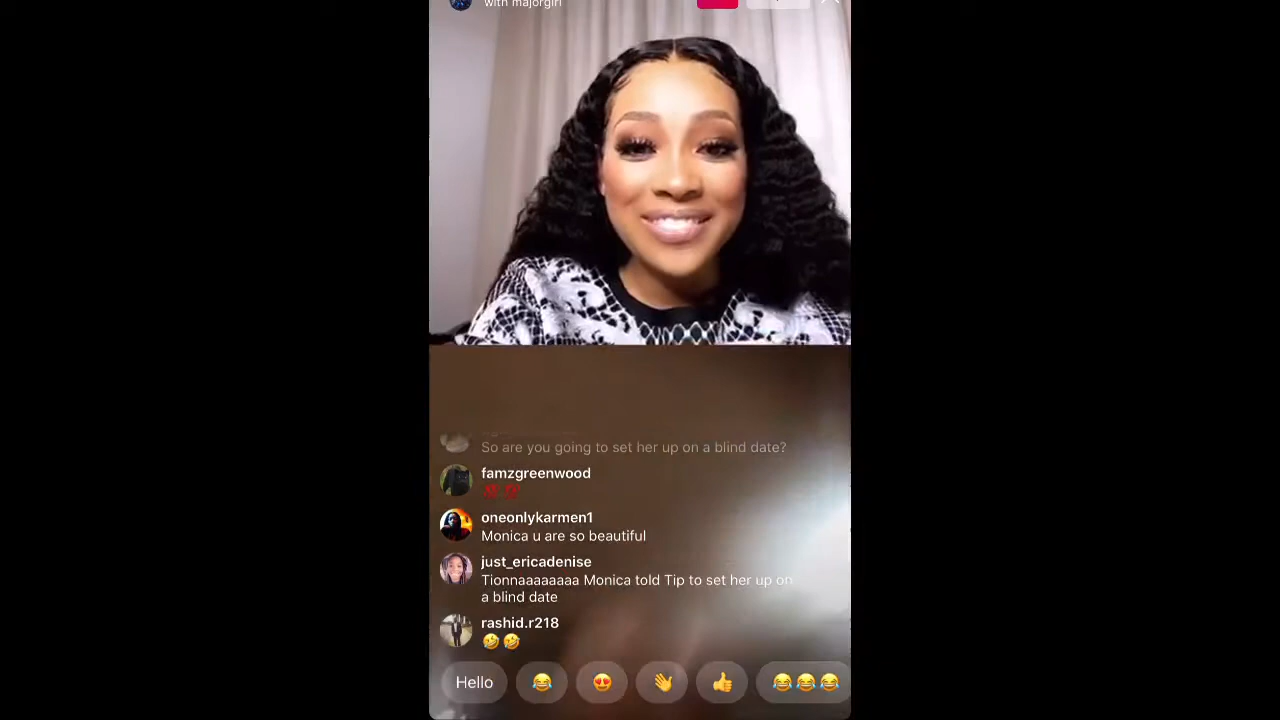 with majorgirl
So are you going to set her up on a blind date?
famzgreenwood
💯💯
oneonlykarmen1
Monica u are so beautiful
just_ericadenise
Tionnaaaaaaaa Monica told Tip to set her up on
a blind date
rashid.r218
🤣🤣
Hello 😂 😍 👋 👍 😂😂😂